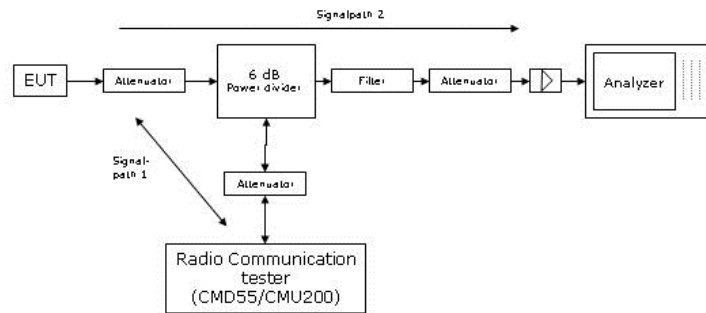 Signalpath 2
EUT
Attenuator
6 dB
Power divider
Filter
Attenuator
Analyzer
Signal-
path 1
Attenuator
Radio Communication
tester
(CMD55/CMU200)